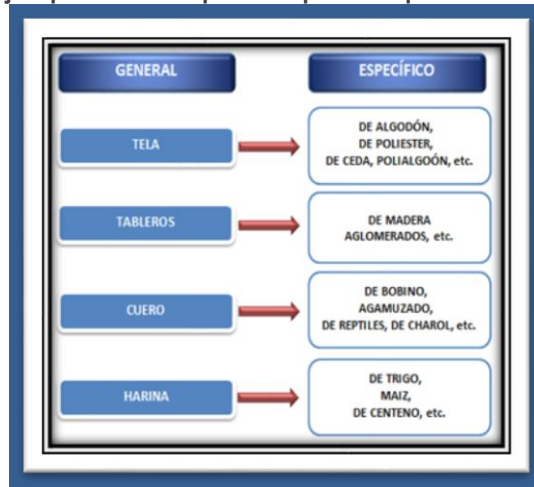 GENERAL
ESPECÍFICO
TELA
DE ALGODÓN,
DE POLIESTER,
DE CEDA, POLIALGOÓN, etc.
TABLEROS
DE MADERA
AGLOMERADOS, etc.
CUERO
DE BOBINO,
AGAMUZADO,
DE REPTILES, DE CHAROL, etc.
HARINA
DE TRIGO,
MAIZ,
DE CENTENO, etc.